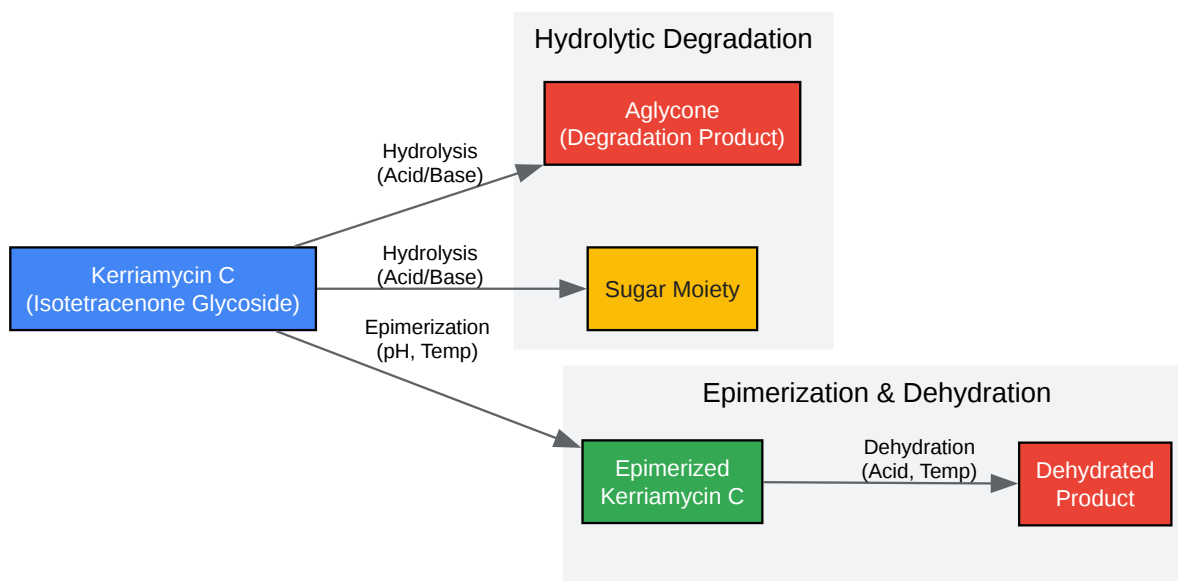 Hydrolytic Degradation
Aglycone
(Degradation Product)
Hydrolysis
(Acid/Base)
Kerriamycin C
(Isotetracenone Glycoside)
Hydrolysis
(Acid/Base)
Sugar Moiety
Epimerization
(pH, Temp)
Epimerization & Dehydration
Epimerized
Kerriamycin C
Dehydration
(Acid, Temp)
Dehydrated
Product